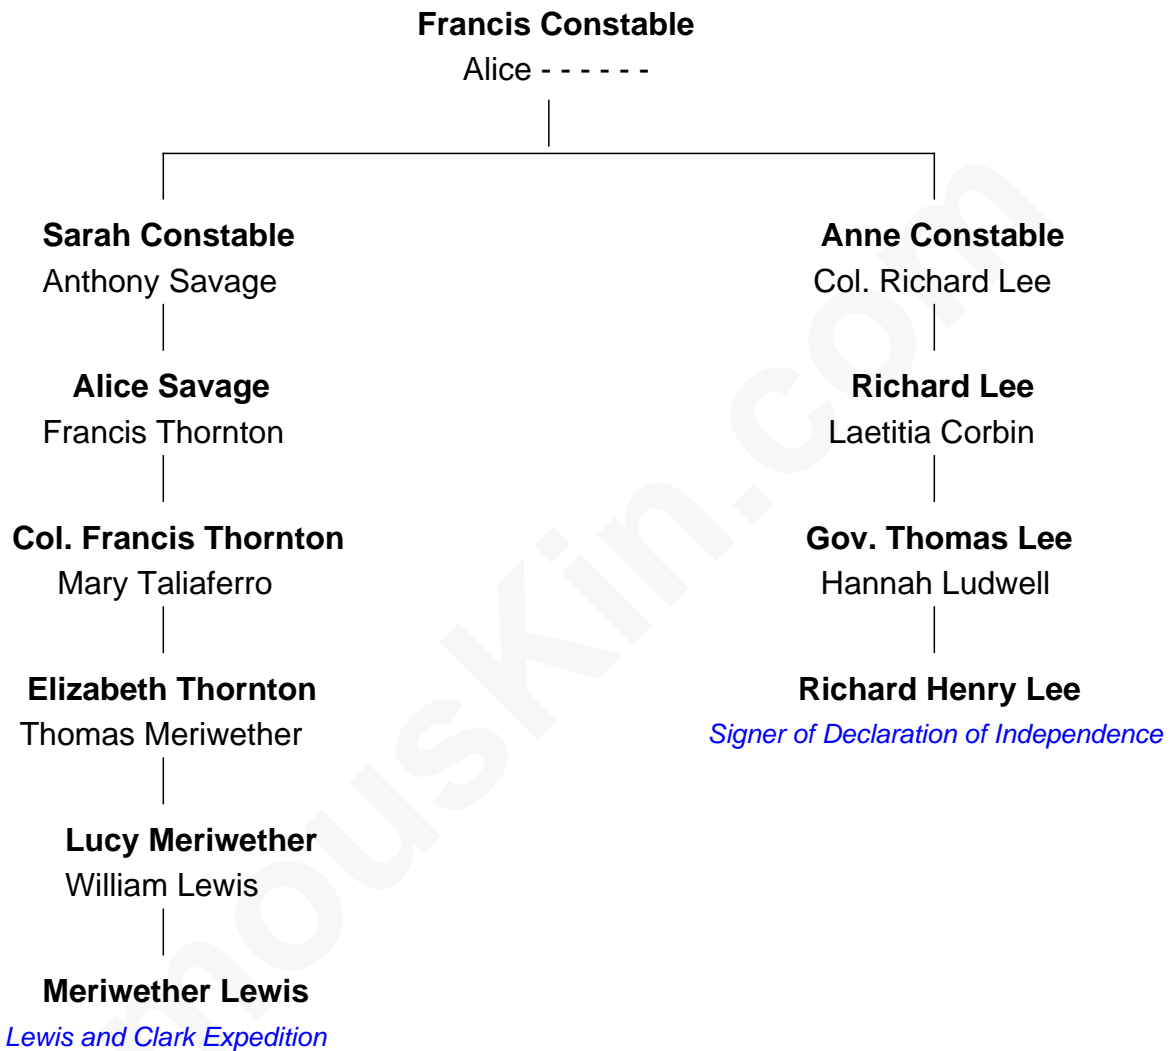 Francis Constable
Alice - - - - - -
Sarah Constable
Anthony Savage
Anne Constable
Col. Richard Lee
Alice Savage
Francis Thornton
Richard Lee
Laetitia Corbin
Col. Francis Thornton
Mary Taliaferro
Gov. Thomas Lee
Hannah Ludwell
Elizabeth Thornton
Thomas Meriwether
Richard Henry Lee
Signer of Declaration of Independence
Lucy Meriwether
William Lewis
Meriwether Lewis
Lewis and Clark Expedition
mousKin.com